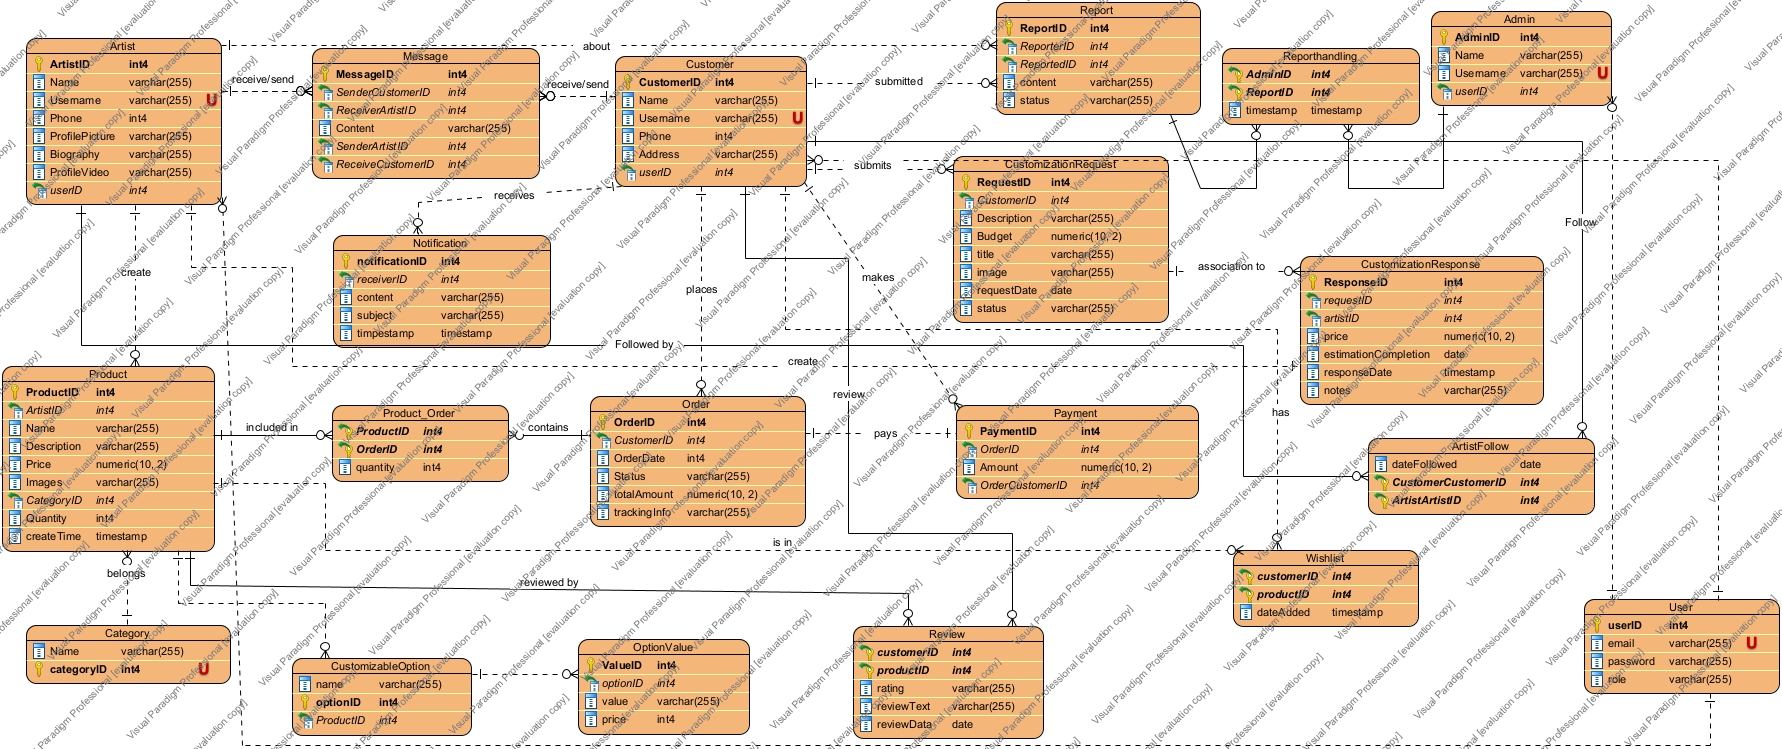 Artist
ArtistID int4
Name varchar(255)
Username varchar(255) U
Phone int4
ProfilePicture varchar(255)
Biography varchar(255)
ProfileVideo varchar(255)
userID int4
receive/send
Message
MessageID int4
SenderCustomerID int4
ReceiverArtistID int4
Content varchar(255)
SenderArtistID int4
ReceiveCustomerID int4
receive/send
about
Customer
CustomerID int4
Name varchar(255)
Username varchar(255) U
Phone int4
Address varchar(255)
userID int4
submitted
submits
Report
ReportID int4
ReporterID int4
ReportedID int4
content varchar(255)
status varchar(255)
Reporthandling
AdminID int4
ReportID int4
timestamp timestamp
Admin
AdminID int4
Name varchar(255)
Username varchar(255) U
userID int4
receives
Notification
notificationID int4
receiverID int4
content varchar(255)
subject varchar(255)
timpestamp timestamp
create
places
makes
CustomizationRequest
RequestID int4
CustomerID int4
Description varchar(255)
Budget numeric(10, 2)
title varchar(255)
image varchar(255)
requestDate date
status varchar(255)
association to
Follow
CustomizationResponse
ResponseID int4
requestID int4
artistID int4
price numeric(10, 2)
estimationCompletion date
responseDate timestamp
notes varchar(255)
Followed by
create
review
has
Product
ProductID int4
ArtistID int4
Name varchar(255)
Description varchar(255)
Price numeric(10, 2)
Images varchar(255)
CategoryID int4
Quantity int4
createTime timestamp
included in
Product_Order
ProductID int4
OrderID int4
quantity int4
contains
Order
OrderID int4
CustomerID int4
OrderDate int4
Status varchar(255)
totalAmount numeric(10, 2)
trackingInfo varchar(255)
pays
Payment
PaymentID int4
OrderID int4
Amount numeric(10, 2)
OrderCustomerID int4
ArtistFollow
dateFollowed date
CustomerCustomerID int4
ArtistArtistID int4
is in
belongs
reviewed by
Wishlist
customerID int4
productID int4
dateAdded timestamp
Category
Name varchar(255)
categoryID int4 U
CustomizableOption
name varchar(255)
optionID int4
ProductID int4
OptionValue
ValueID int4
optionID int4
value varchar(255)
price int4
Review
customerID int4
productID int4
rating varchar(255)
reviewText varchar(255)
reviewData date
User
userID int4
email varchar(255) U
password varchar(255)
role varchar(255)
Visual Paradigm Professional [evaluation copy]